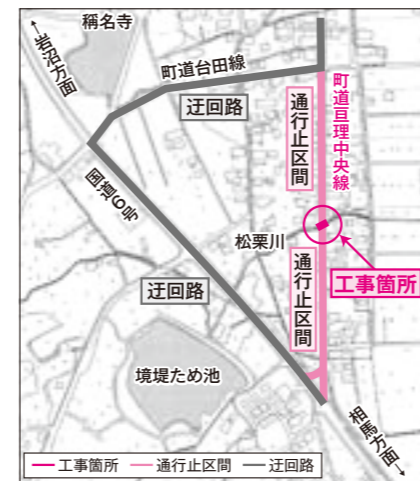 ←岩沼方面
稱名寺
町道台田線
迂回路
通行止区間
町道亘理中央線
国道6号
松栗川
工事箇所
迂回路
通行止区間
境堤ため池
相馬方面→
工事箇所 通行止区間 迂回路